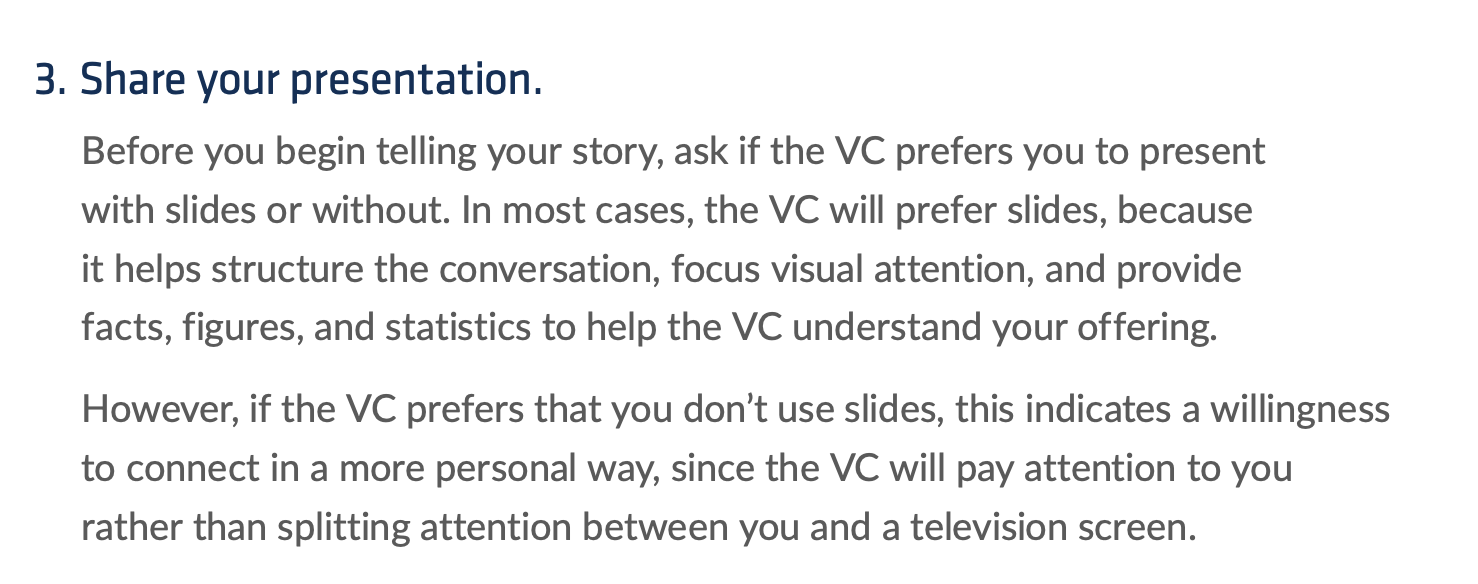 3. Share your presentation.
Before you begin telling your story, ask if the VC prefers you to present
with slides or without. In most cases, the VC will prefer slides, because
it helps structure the conversation, focus visual attention, and provide
facts, figures, and statistics to help the VC understand your offering.
However, if the VC prefers that you don’t use slides, this indicates a willingness
to connect in a more personal way, since the VC will pay attention to you
rather than splitting attention between you and a television screen.